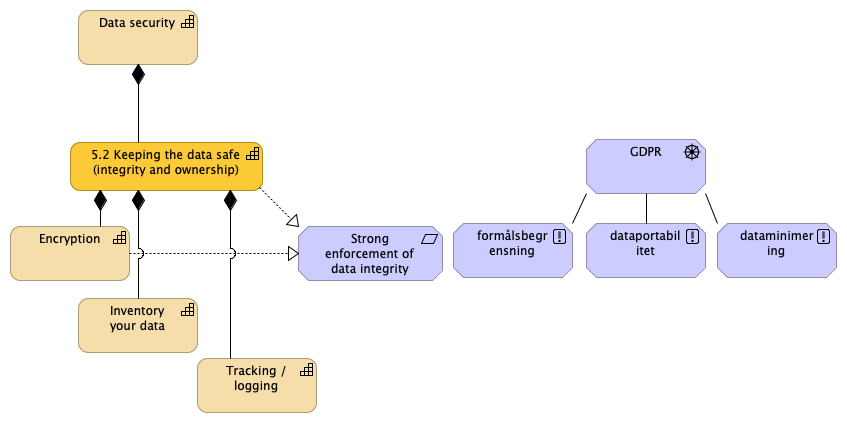 Data security
5.2 Keeping the data safe
(integrity and ownership)
GDPR
Encryption
Strong
enforcement of
data integrity
formålsbegr
ensning
dataportabil
itet
dataminimer
ing
Inventory
your data
Tracking /
logging